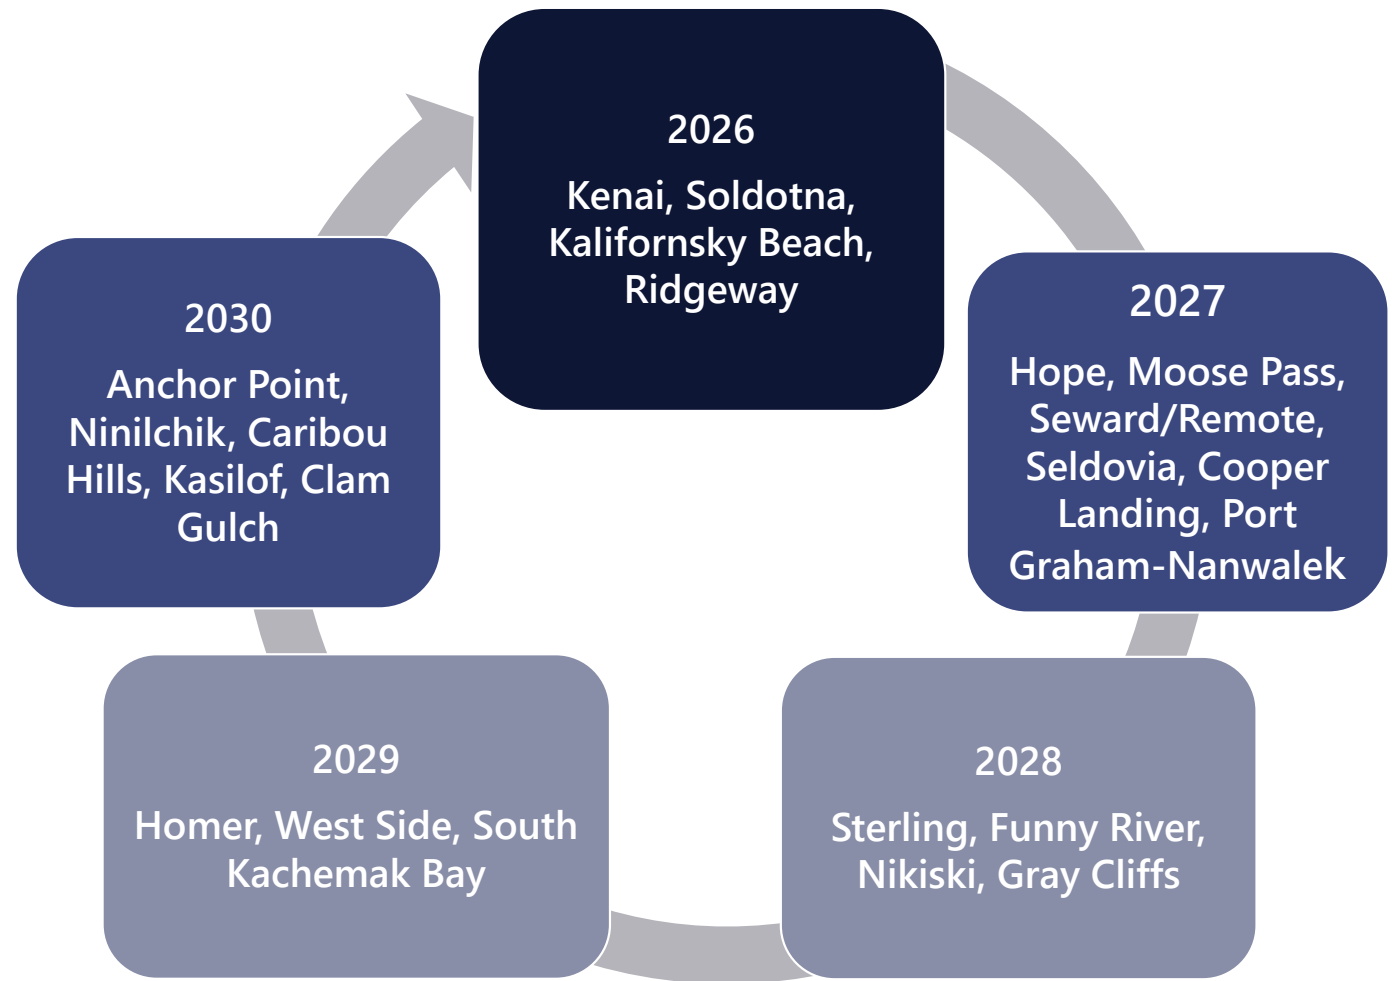 2026
Kenai, Soldotna,
Kalifornsky Beach,
Ridgeway
2027
Hope, Moose Pass,
Seward/Remote,
Seldovia, Cooper
Landing, Port
Graham-Nanwalek
2028
Sterling, Funny River,
Nikiski, Gray Cliffs
2029
Homer, West Side, South
Kachemak Bay
2030
Anchor Point,
Ninilchik, Caribou
Hills, Kasilof, Clam
Gulch